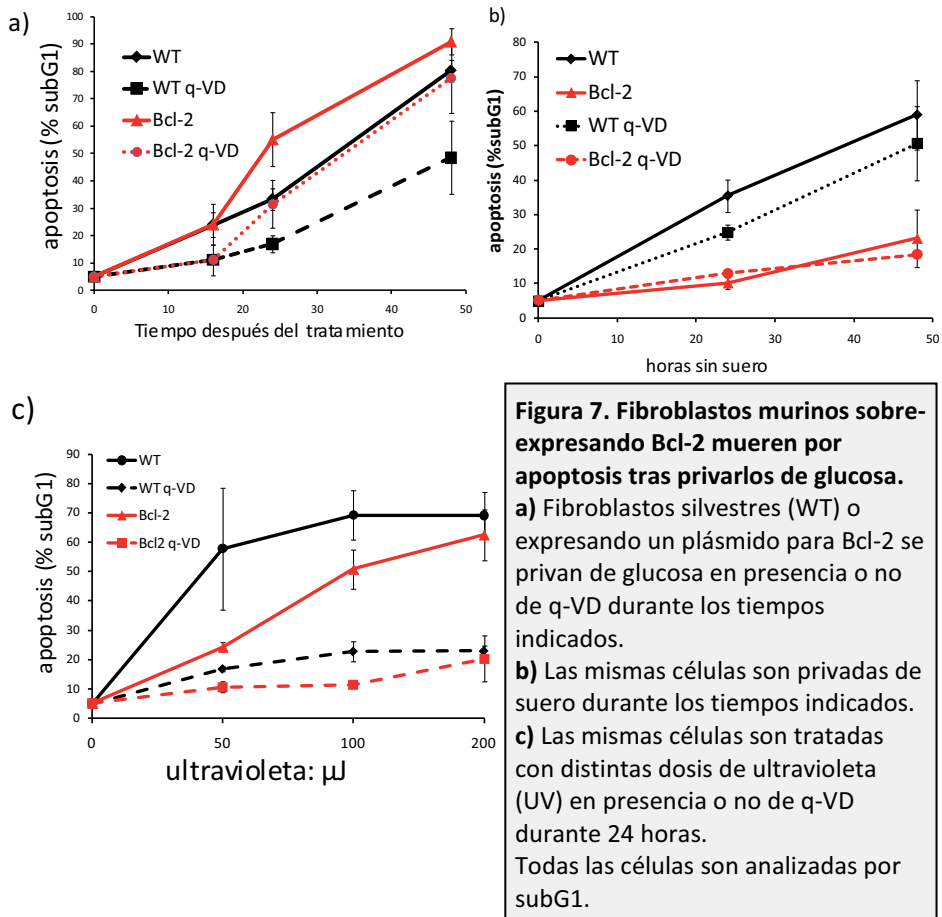 a)
100
90
80
70
60
50
40
30
20
10
0
apoptosis (% subG1)
WT
WT q-VD
Bcl-2
Bcl-2 q-VD
0 10 20 30 40 50
Tiempo después del tratamiento
b)
80
70
60
50
40
30
20
10
0
apoptosis (%subG1)
WT
Bcl-2
WT q-VD
Bcl-2 q-VD
0 10 20 30 40 50
horas sin suero
c)
90
80
70
60
50
40
30
20
10
0
apoptosis (% subG1)
WT
WT q-VD
Bcl-2
Bcl2 q-VD
0 50 100 200
ultravioleta: μJ
Figura 7. Fibroblastos murinos sobre-
expresando Bcl-2 mueren por
apoptosis tras privarlos de glucosa.
a) Fibroblastos silvestres (WT) o
expresando un plásmido para Bcl-2 se
privan de glucosa en presencia o no
de q-VD durante los tiempos
indicados.
b) Las mismas células son privadas de
suero durante los tiempos indicados.
c) Las mismas células son tratadas
con distintas dosis de ultravioleta
(UV) en presencia o no de q-VD
durante 24 horas.
Todas las células son analizadas por
subG1.